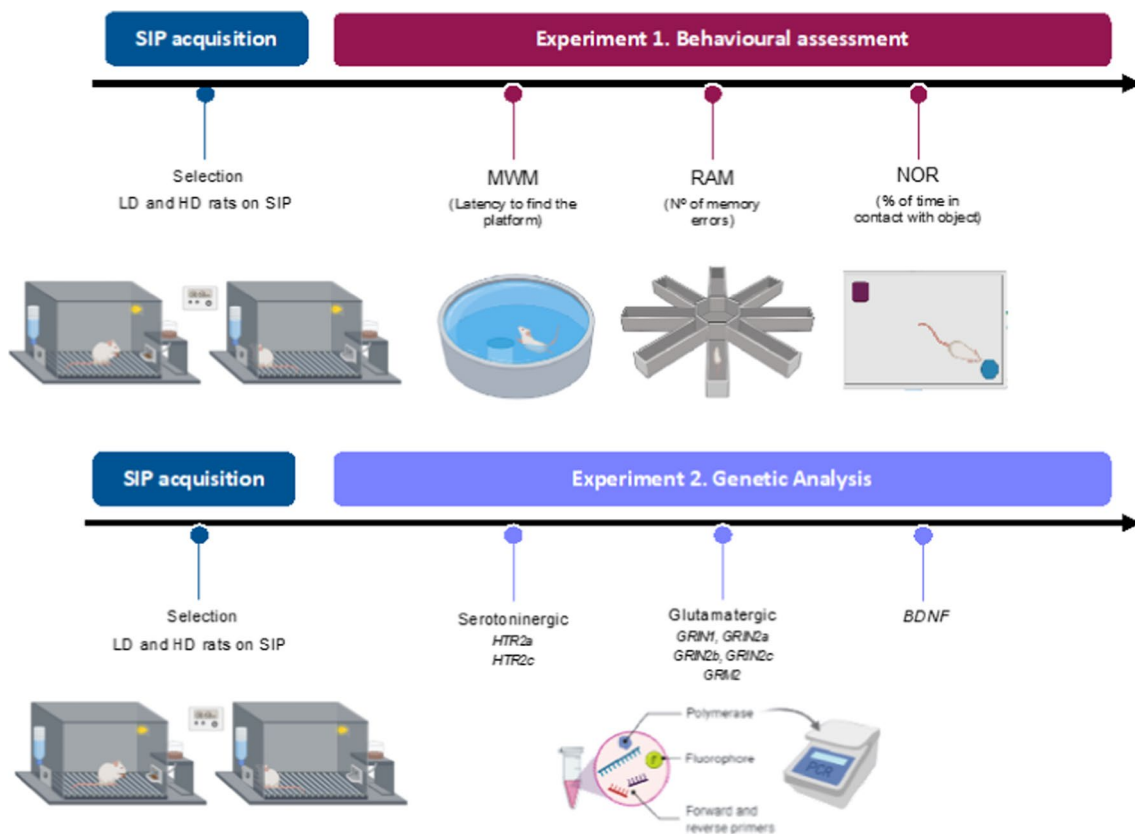 SIP acquisition
Experiment 1. Behavioural assessment
Selection
LD and HD rats on SIP
MWM
(Latency to find the
platform)
RAM
(Nº of memory
errors)
NOR
(% of time in
contact with object)
SIP acquisition
Experiment 2. Genetic Analysis
Selection
LD and HD rats on SIP
Serotoninergic
HTR2a
HTR2c
Glutamatergic
GRIN1, GRIN2a
GRIN2b, GRIN2c
GRM2
BDNF
Polymerase
Fluorophore
Forward and
reverse primers
PCR